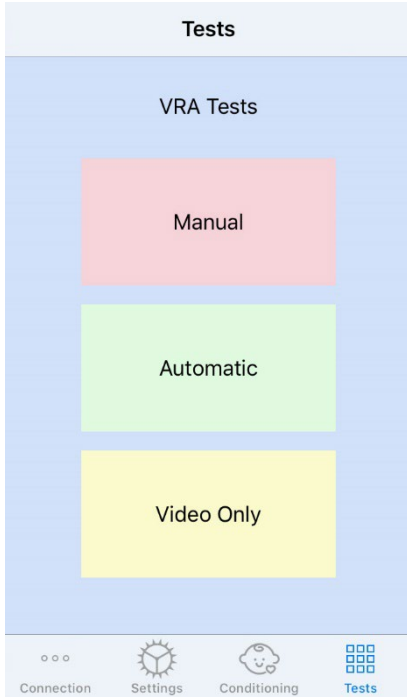 Tests
VRA Tests
Manual
Automatic
Video Only
Connection Settings Conditioning Tests